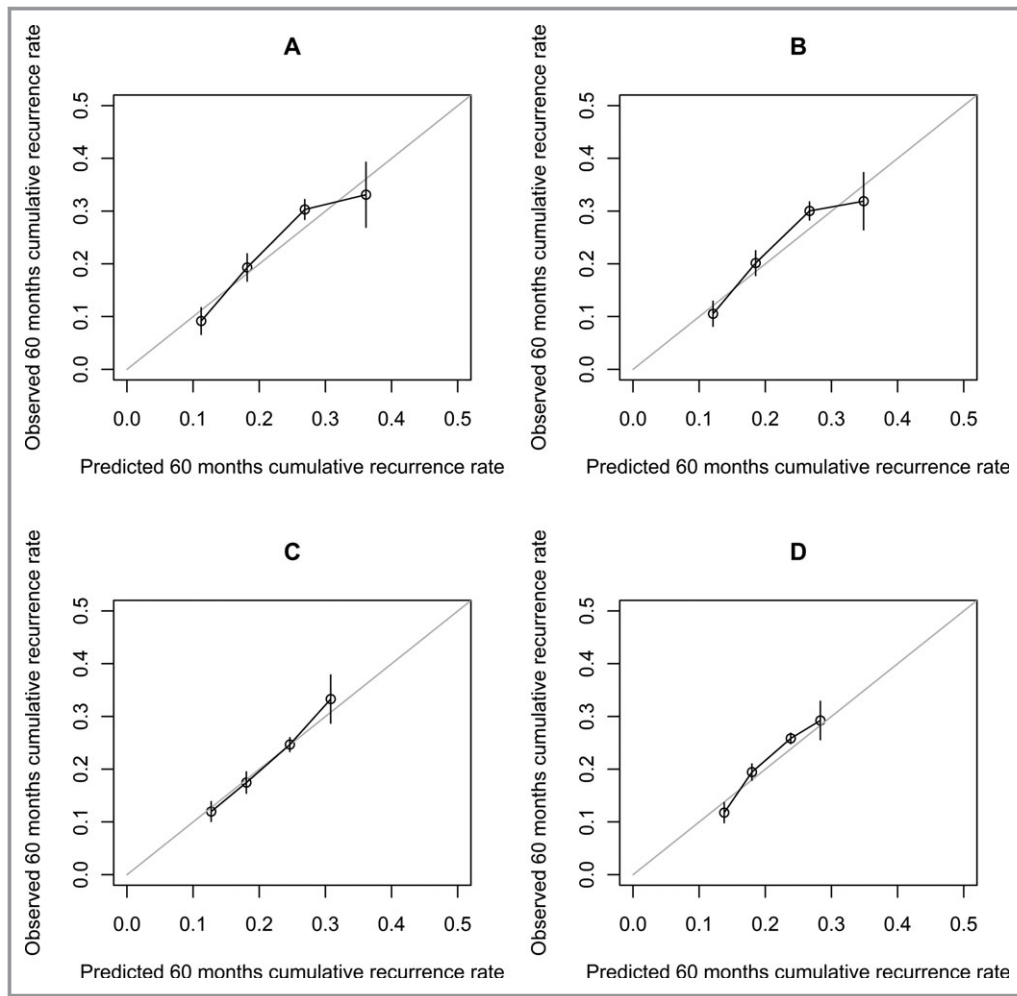 A
Observed 60 months cumulative recurrence rate
0.5
0.4
0.3
0.2
0.1
0.0
0.0 0.1 0.2 0.3 0.4 0.5
Predicted 60 months cumulative recurrence rate
B
Observed 60 months cumulative recurrence rate
0.5
0.4
0.3
0.2
0.1
0.0
0.0 0.1 0.2 0.3 0.4 0.5
Predicted 60 months cumulative recurrence rate
C
Observed 60 months cumulative recurrence rate
0.5
0.4
0.3
0.2
0.1
0.0
0.0 0.1 0.2 0.3 0.4 0.5
Predicted 60 months cumulative recurrence rate
D
Observed 60 months cumulative recurrence rate
0.5
0.4
0.3
0.2
0.1
0.0
0.0 0.1 0.2 0.3 0.4 0.5
Predicted 60 months cumulative recurrence rate